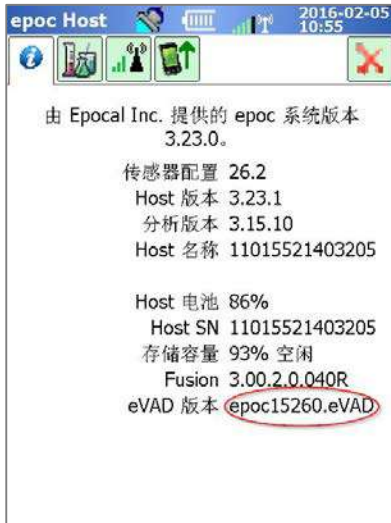 epoc Host
2016-02-05
10:55
由 Epocal Inc. 提供的 epoc 系统版本
3.23.0。
传感器配置 26.2
Host 版本 3.23.1
分析版本 3.15.10
Host 名称 11015521403205
Host 电池 86%
Host SN 11015521403205
存储容量 93% 空闲
Fusion 3.00.2.0.040R
eVAD 版本 epoc15260.eVAD